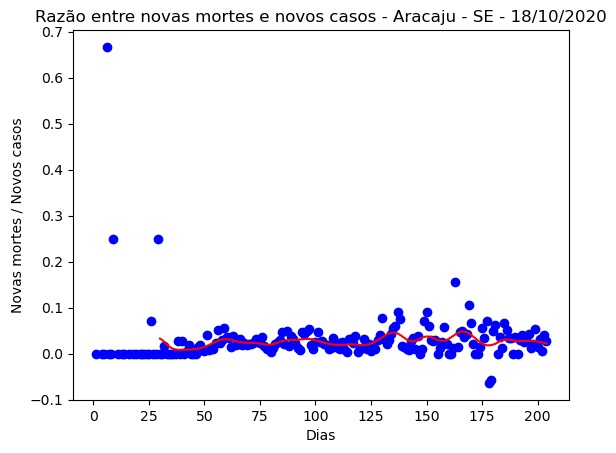 Razão entre novas mortes e novos casos - Aracaju - SE - 18/10/2020
0.7
0.6
0.5
0.4
0.3
0.2
0.1
0.0
−0.1
Novas mortes / Novos casos
0 25 50 75 100 125 150 175 200
Dias